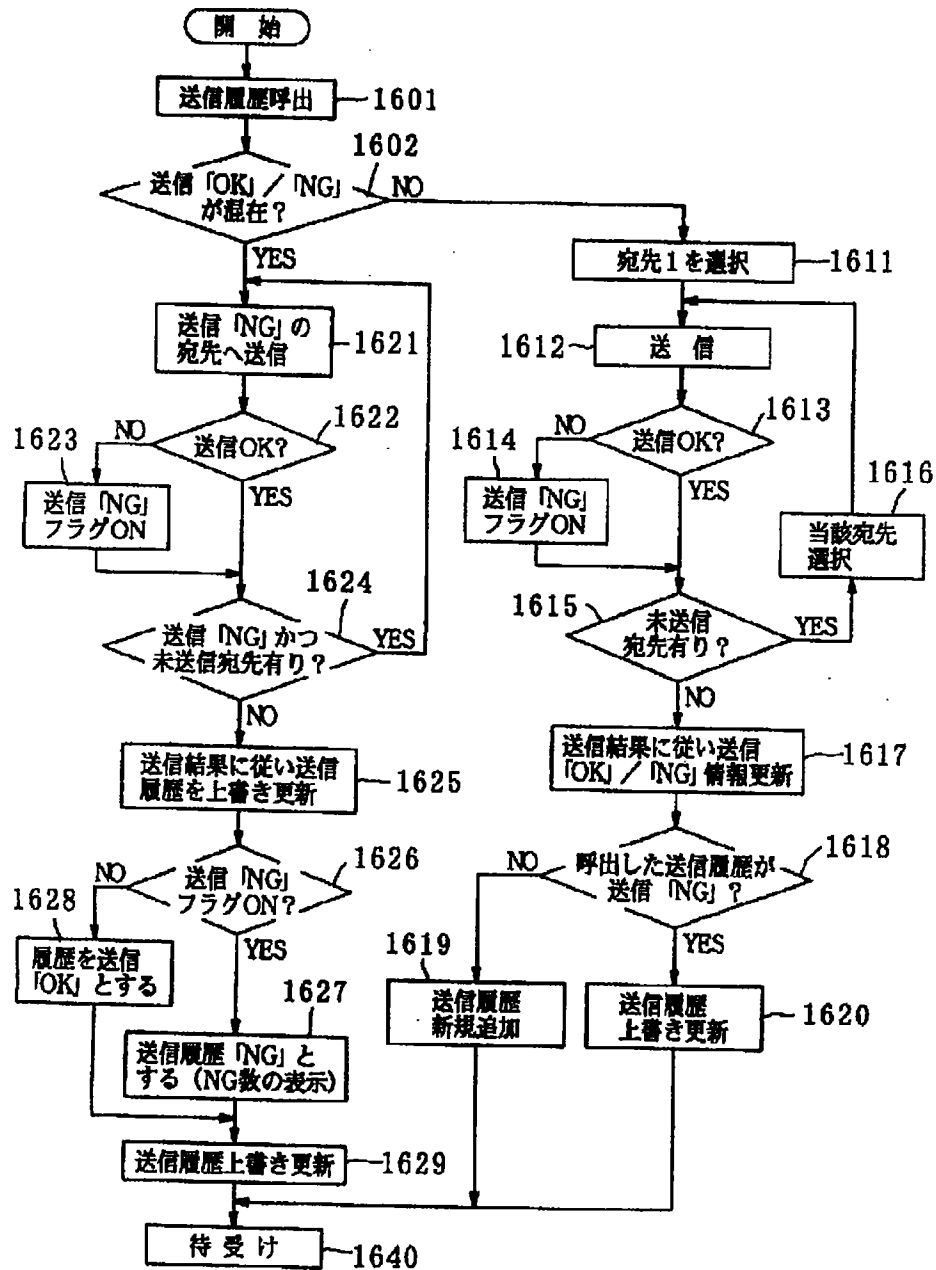 開 始
送信履歴呼出
1601
1602
送信「OK」／「NG」
が混在？
NO
YES
宛先1を選択
1611
送信「NG」の
宛先へ送信
1621
1612
送 信
1622
NO
送信OK?
1623
YES
送信「NG」
フラグON
1613
NO
送信OK?
1614
YES
送信「NG」
フラグON
1616
当該宛先
選択
1624
送信「NG」かつ
未送信宛先有り？
YES
NO
1615
未送信
宛先有り？
YES
NO
送信結果に従い送信
履歴を上書き更新
1625
送信結果に従い送信
「OK」／「NG」情報更新
1617
1626
NO
送信「NG」
フラグON？
YES
1628
履歴を送信
「OK」とする
1618
NO
呼出した送信履歴が
送信「NG」？
YES
1619
送信履歴
新規追加
送信履歴
上書き更新
1620
1627
送信履歴「NG」と
する（NG数の表示）
送信履歴上書き更新
1629
待受け
1640